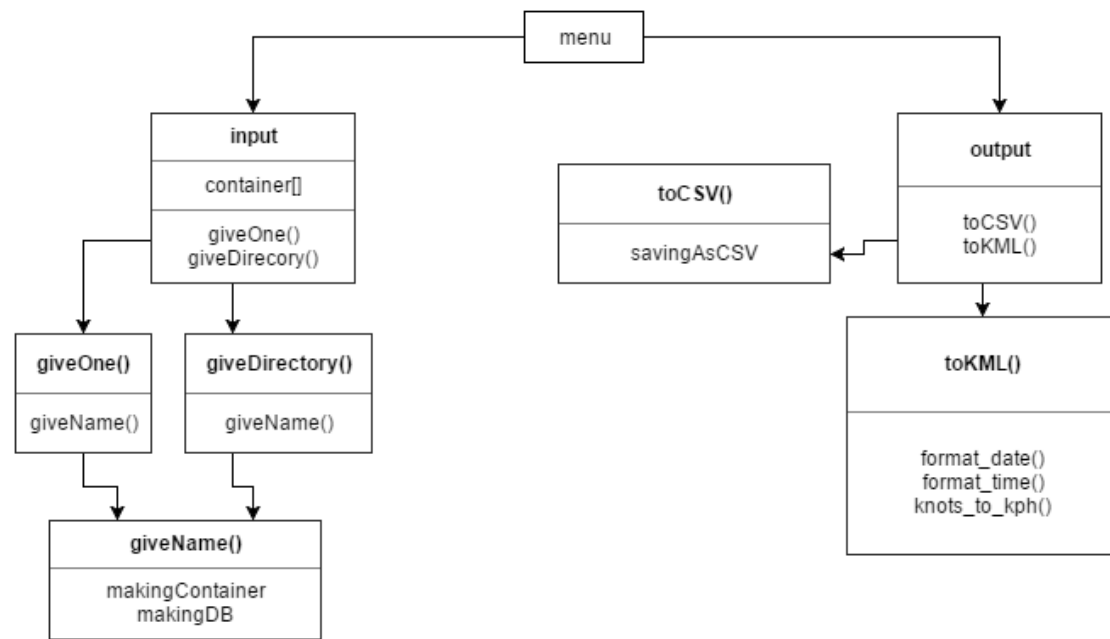 menu
input
container[]
giveOne()
giveDirecory()
output
toCSV()
toKML()
toCSV()
savingAsCSV
giveOne()
giveName()
giveDirectory()
giveName()
toKML()
format_date()
format_time()
knots_to_kph()
giveName()
makingContainer
makingDB